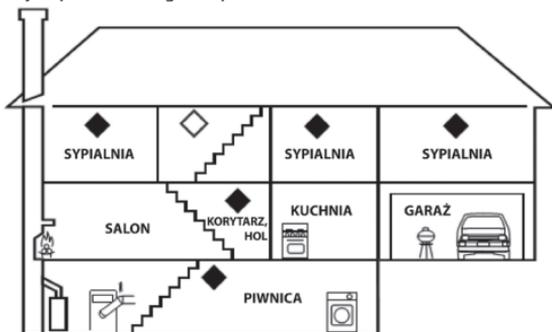 SYPIALNIA
SYPIALNIA
SYPIALNIA
SALON
KORYTARZ,
HOL
KUCHNIA
GARAŻ
PIWNICA